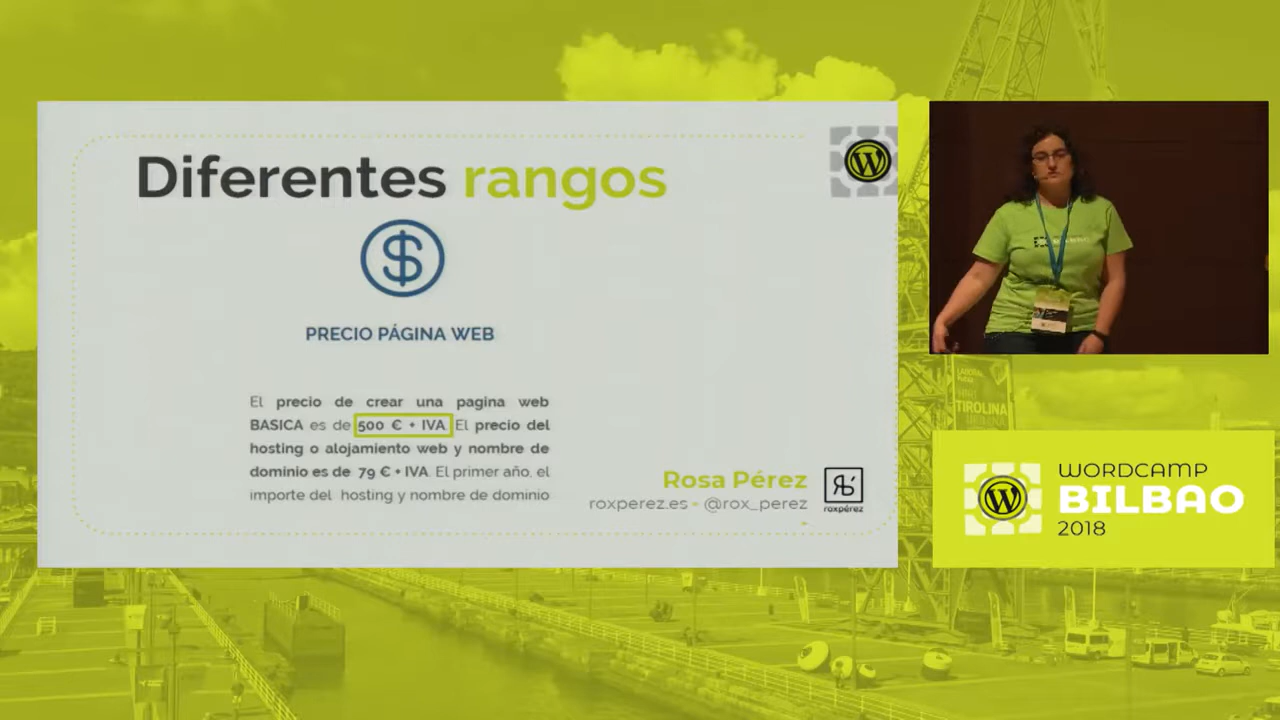 Diferentes rangos
PRECIO PÁGINA WEB
El precio de crear una pagina web
BASICA es de 500 € + IVA. El precio del
hosting o alojamiento web y nombre de
dominio es de 79 € + IVA. El primer año, el
importe del hosting y nombre de dominio
Rosa Pérez
roxperez.es - @rox_perez
roxpérez
TIROLINA
WORDCAMP
BILBAO
2018